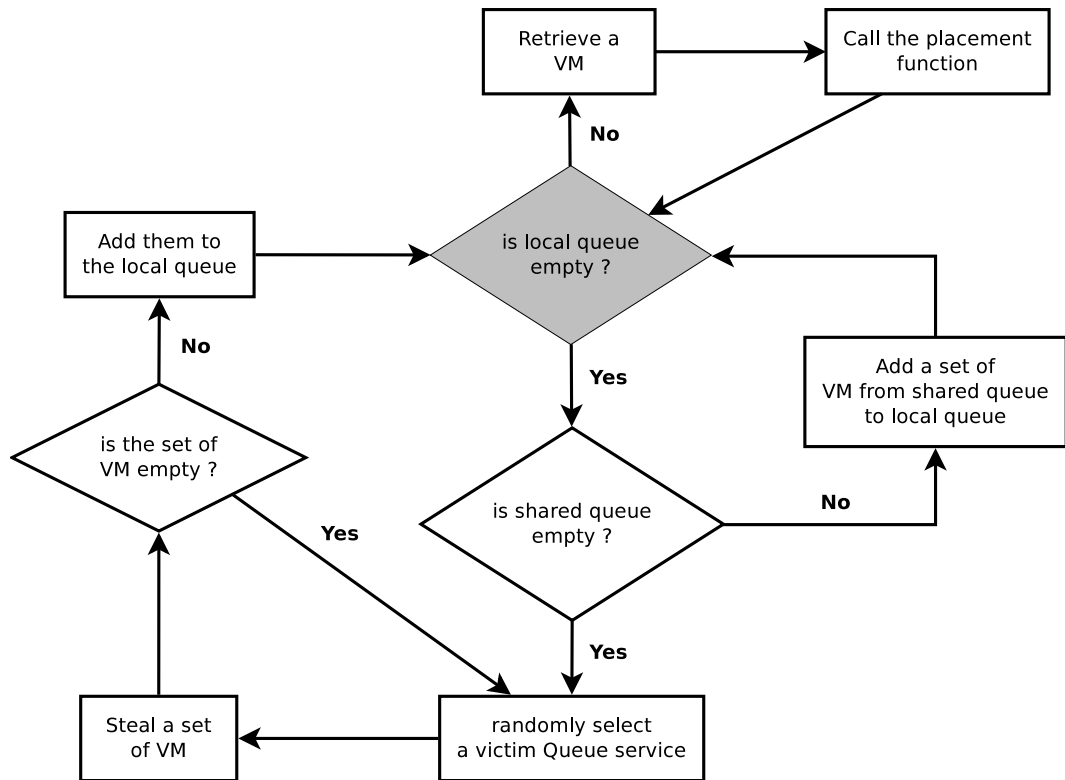 Retrieve a
VM
Call the placement
function
No
Add them to
the local queue
is local queue
empty ?
No
Yes
Add a set of
VM from shared queue
to local queue
is the set of
VM empty ?
is shared queue
empty ?
No
Yes
Yes
Steal a set
of VM
randomly select
a victim Queue service